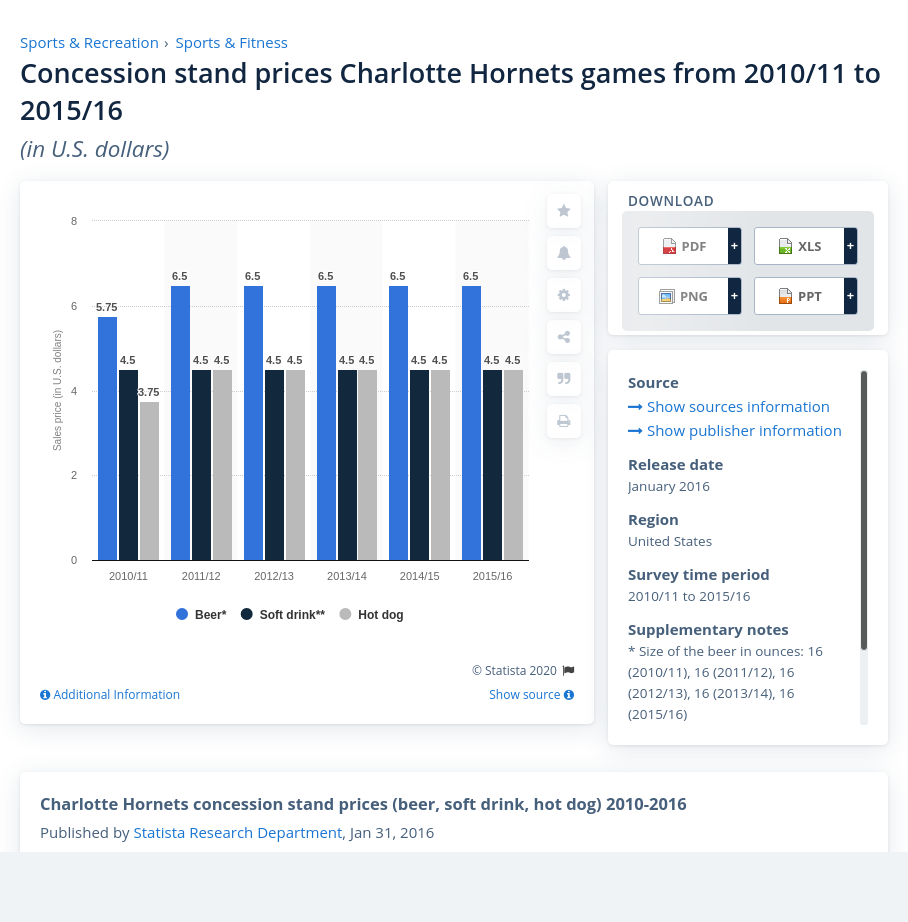 Sports & Recreation › Sports & Fitness
Concession stand prices Charlotte Hornets games from 2010/11 to
2015/16
(in U.S. dollars)
8
6
4
2
0
Sales price (in U.S. dollars)
5.75
4.5
3.75
6.5
4.5
4.5
6.5
4.5
4.5
6.5
4.5
4.5
6.5
4.5
4.5
6.5
4.5
4.5
2010/11
2011/12
2012/13
2013/14
2014/15
2015/16
Beer* Soft drink** Hot dog
© Statista 2020
Additional Information
Show source
DOWNLOAD
PDF +
XLS +
PNG +
PPT +
Source
Show sources information
Show publisher information
Release date
January 2016
Region
United States
Survey time period
2010/11 to 2015/16
Supplementary notes
* Size of the beer in ounces: 16
(2010/11), 16 (2011/12), 16
(2012/13), 16 (2013/14), 16
(2015/16)
Charlotte Hornets concession stand prices (beer, soft drink, hot dog) 2010-2016
Published by Statista Research Department, Jan 31, 2016